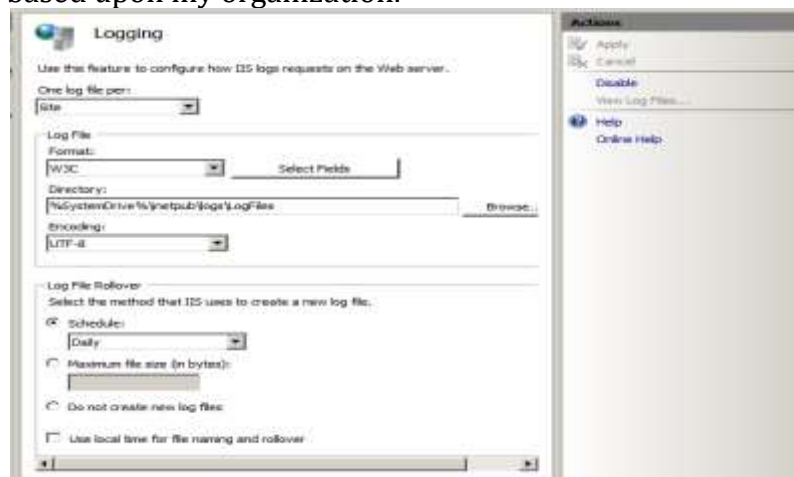 based upon my organization.
Logging
Use this feature to configure how IIS logs requests on the Web server.
One log file per:
Site
Log File
Format:
W3C
Select Fields
Directory:
%SystemDrive%\inetpub\logs\LogFiles
Browse...
Encoding:
UTF-8
Log File Rollover
Select the method that IIS uses to create a new log file.
Schedule:
Daily
Maximum file size (in bytes):
Do not create new log files
Use local time for file naming and rollover
Actions
Apply
Cancel
Disable
View Log Files...
Help
Online Help